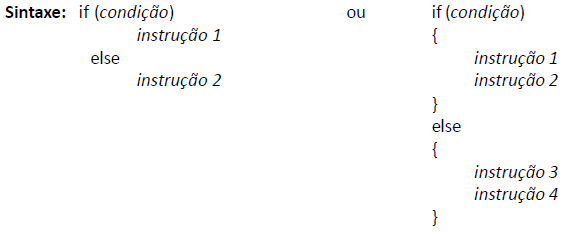 Sintaxe: if (condição)
instrução 1
else
instrução 2
ou
if (condição)
{
instrução 1
instrução 2
}
else
{
instrução 3
instrução 4
}